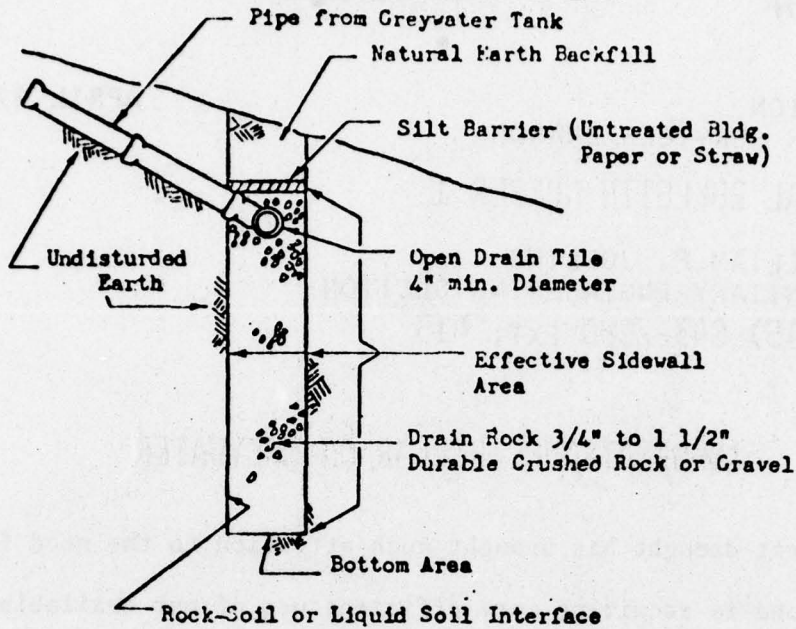 Pipe from Greywater Tank
Natural Earth Backfill
Silt Barrier (Untreated Bldg.
Paper or Straw)
Undisturded
Earth
Open Drain Tile
4" min. Diameter
Effective Sidewall
Area
Drain Rock 3/4" to 1 1/2"
Durable Crushed Rock or Gravel
Bottom Area
Rock-Soil or Liquid Soil Interface